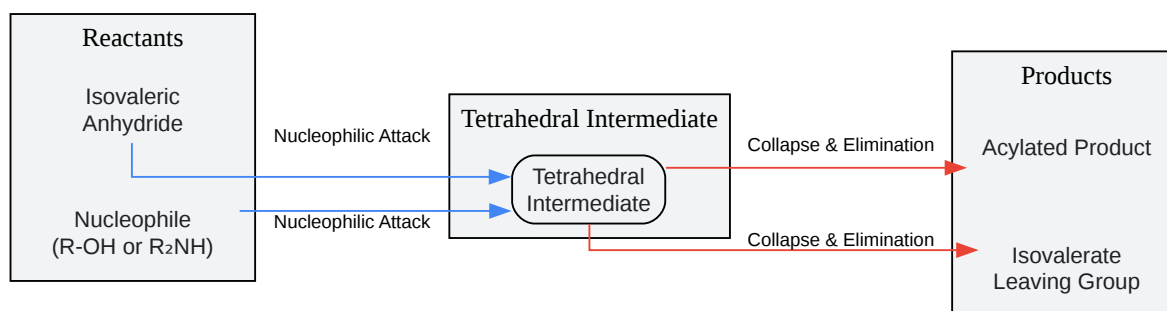 Reactants
Isovaleric
Anhydride
Nucleophile
(R-OH or R₂NH)
Nucleophilic Attack
Nucleophilic Attack
Tetrahedral Intermediate
Tetrahedral
Intermediate
Collapse & Elimination
Collapse & Elimination
Products
Acylated Product
Isovalerate
Leaving Group